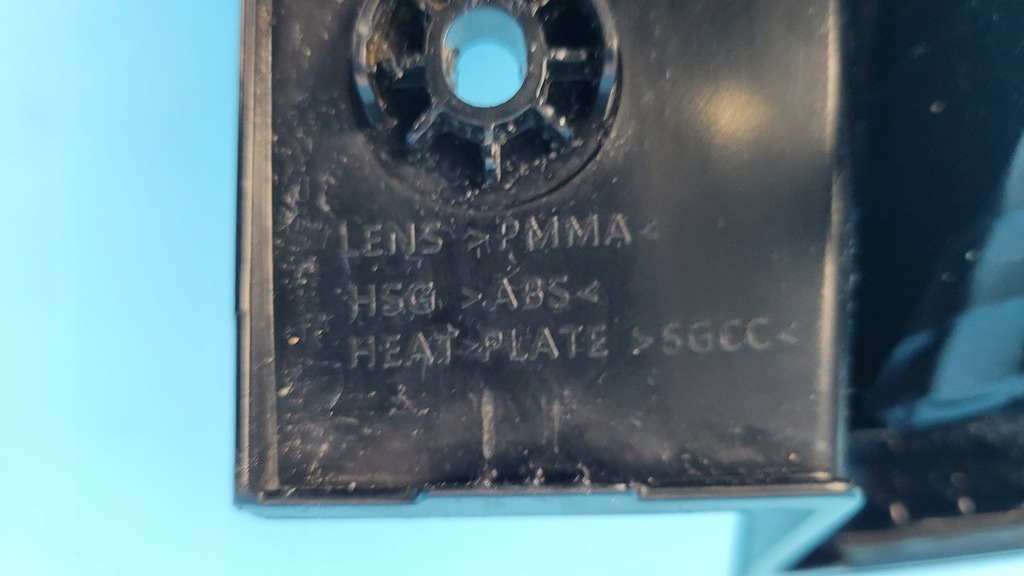 LENS >PMMA<
HSG >ABS<
HEAT PLATE >SGCC<